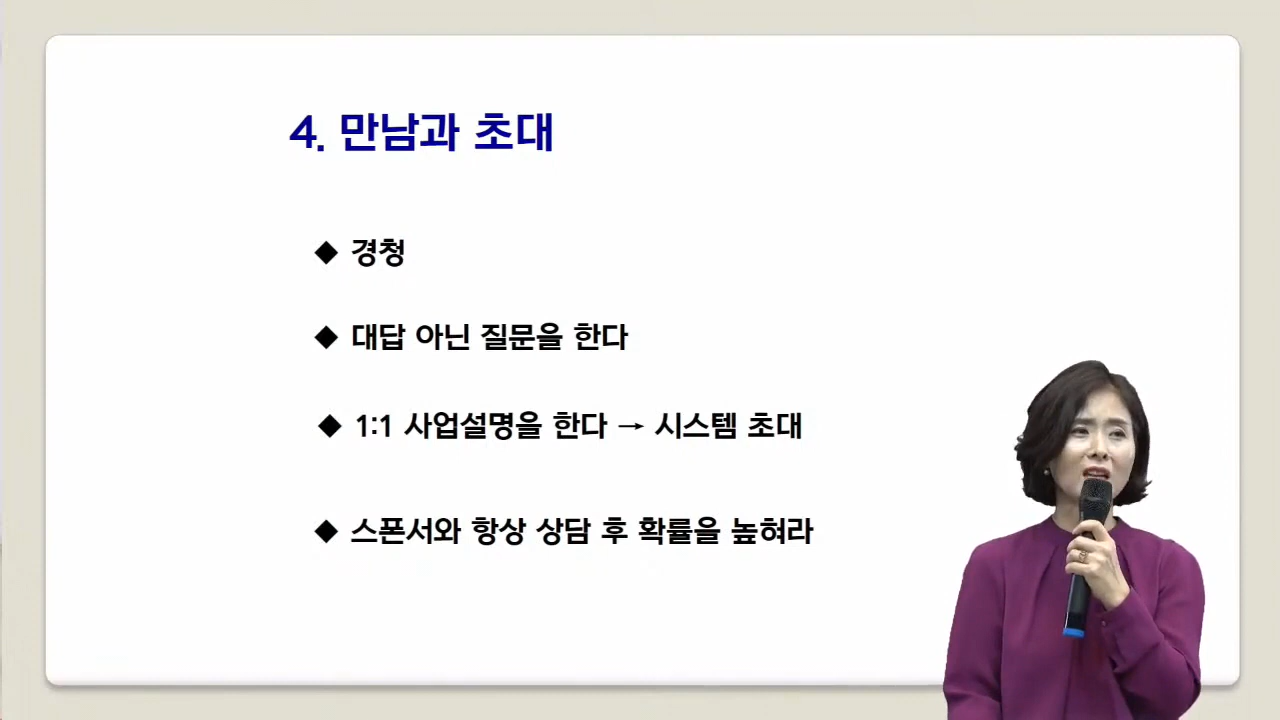 4. 만남과 초대
◆ 경청
◆ 대답 아닌 질문을 한다
◆ 1:1 사업설명을 한다 → 시스템 초대
◆ 스폰서와 항상 상담 후 확률을 높혀라